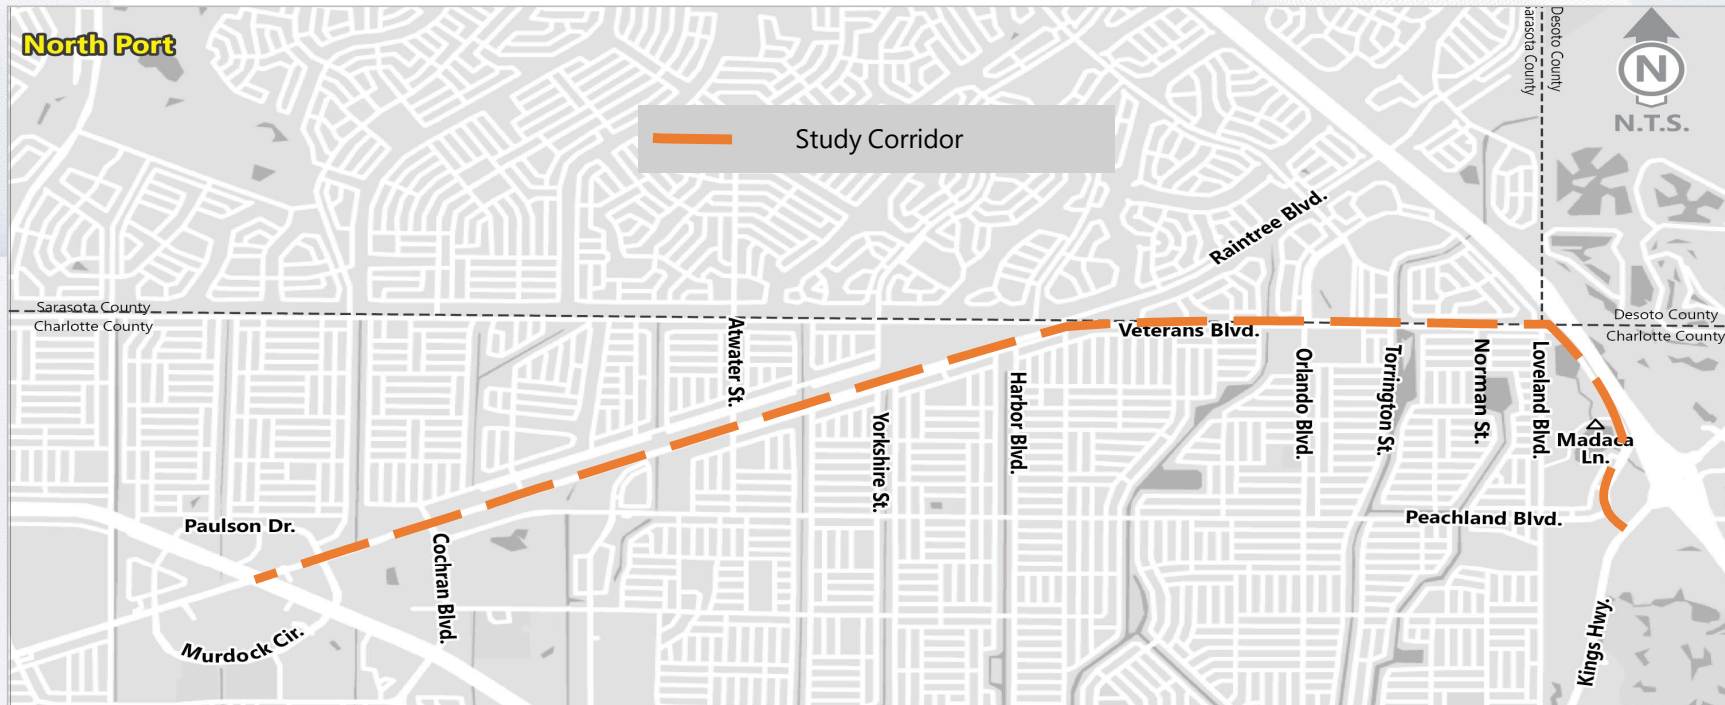 North Port
Sarasota County
Desoto County
N
N.T.S.
Study Corridor
Raintree Blvd.
Sarasota County
Charlotte County
Desoto County
Charlotte County
Veterans Blvd.
Atwater St.
Yorkshire St.
Harbor Blvd.
Orlando Blvd.
Torrington St.
Norman St.
Loveland Blvd.
Madaca
Ln.
Paulson Dr.
Peachland Blvd.
Cochran Blvd.
Murdock Cir.
Kings Hwy.